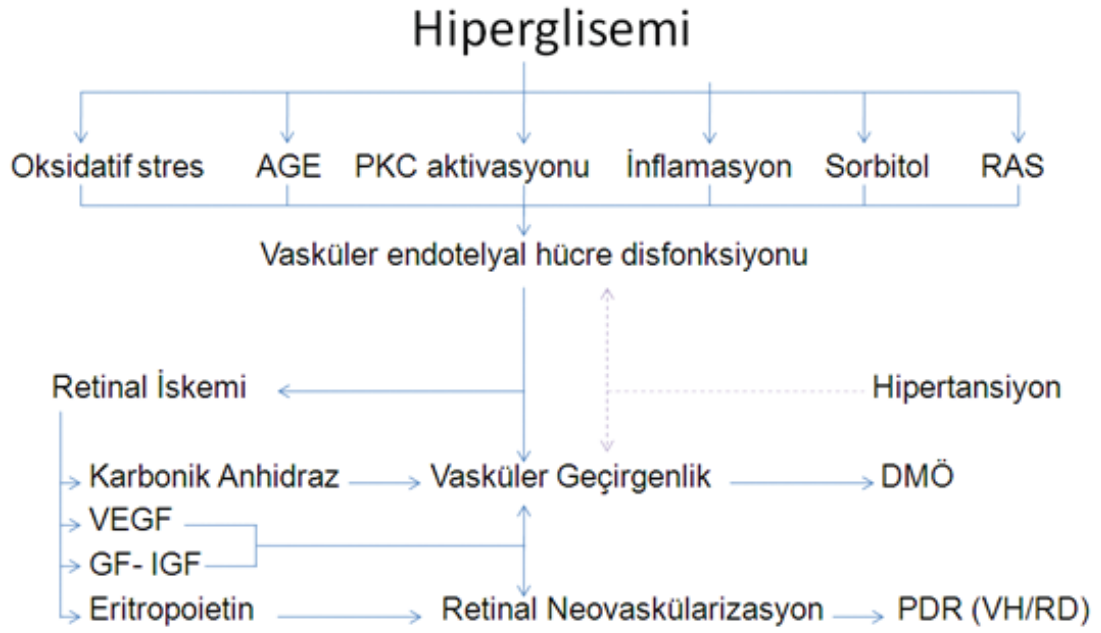 Hiperglisemi
Oksidatif stres AGE PKC aktivasyonu İnflamasyon Sorbitol RAS
Vasküler endotelyal hücre disfonksiyonu
Retinal İskemi Hipertansiyon
Karbonik Anhidraz Vasküler Geçirgenlik DMÖ
VEGF
GF- IGF
Eritropoietin Retinal Neovaskülarizasyon PDR (VH/RD)